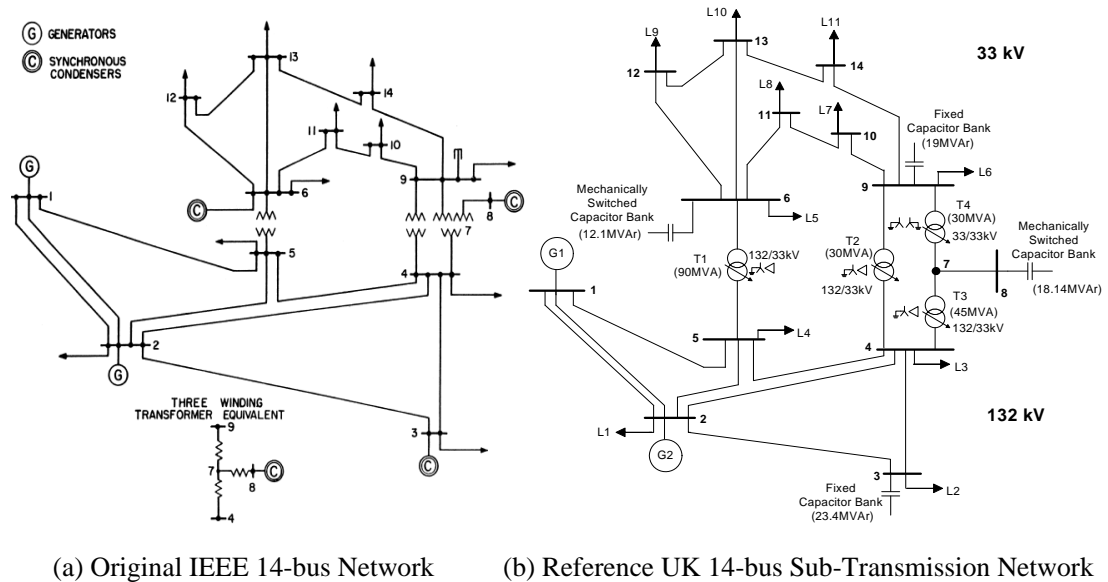 G GENERATORS
C SYNCHRONOUS
CONDENSERS
13
12
14
11
10
9
G
1
C
6
C
8
7
5
4
2
G
THREE WINDING
TRANSFORMER EQUIVALENT
9
7
C
8
4
3
C
L10
L9
L11
13
33 kV
12
14
L8
L7
11
10
Fixed
Capacitor Bank
(19MVAr)
Mechanically
Switched
Capacitor Bank
(12.1MVAr)
6
9
L6
L5
T4
(30MVA)
33/33kV
Mechanically
Switched
Capacitor Bank
(18.14MVAr)
G1
T1
(90MVA)
132/33kV
T2
(30MVA)
132/33kV
7
8
T3
(45MVA)
132/33kV
1
5
L4
4
L3
2
L1
132 kV
G2
3
L2
Fixed
Capacitor Bank
(23.4MVAr)
(a) Original IEEE 14-bus Network
(b) Reference UK 14-bus Sub-Transmission Network